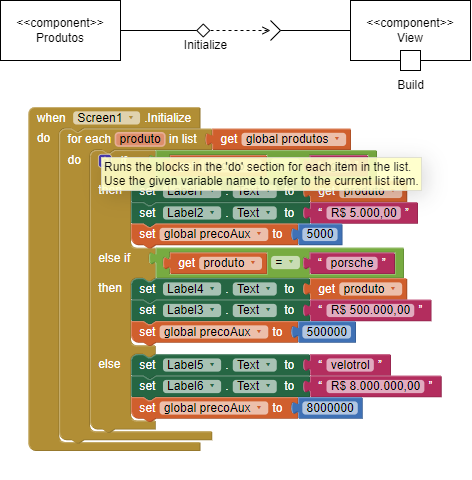 <<component>>
Produtos
Initialize
<<component>>
View
Build
when Screen1 .Initialize
do for each produto in list get global produtos
do
Runs the blocks in the 'do' section for each item in the list.
Use the given variable name to refer to the current list item.
then set Label1 . Text to get produto
set Label2 . Text to " R$ 5.000,00 "
set global precoAux to 5000
else if get produto = " porsche "
then set Label4 . Text to get produto
set Label3 . Text to " R$ 500.000,00 "
set global precoAux to 500000
else set Label5 . Text to " velotrol "
set Label6 . Text to " R$ 8.000.000,00 "
set global precoAux to 8000000